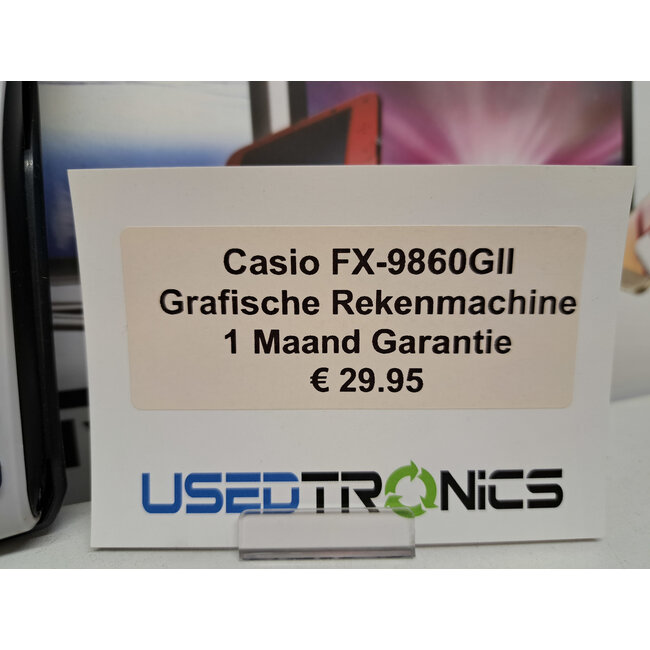 Casio FX-9860GII
Grafische Rekenmachine
1 Maand Garantie
€ 29.95
USEDTRONiCS